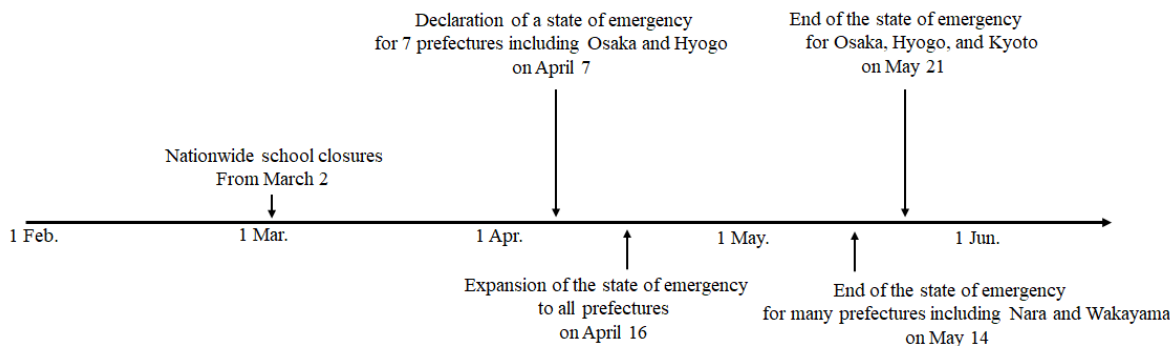 Declaration of a state of emergency
for 7 prefectures including Osaka and Hyogo
on April 7
End of the state of emergency
for Osaka, Hyogo, and Kyoto
on May 21
Nationwide school closures
From March 2
1 Feb.
1 Mar.
1 Apr.
1 May.
1 Jun.
Expansion of the state of emergency
to all prefectures
on April 16
End of the state of emergency
for many prefectures including Nara and Wakayama
on May 14